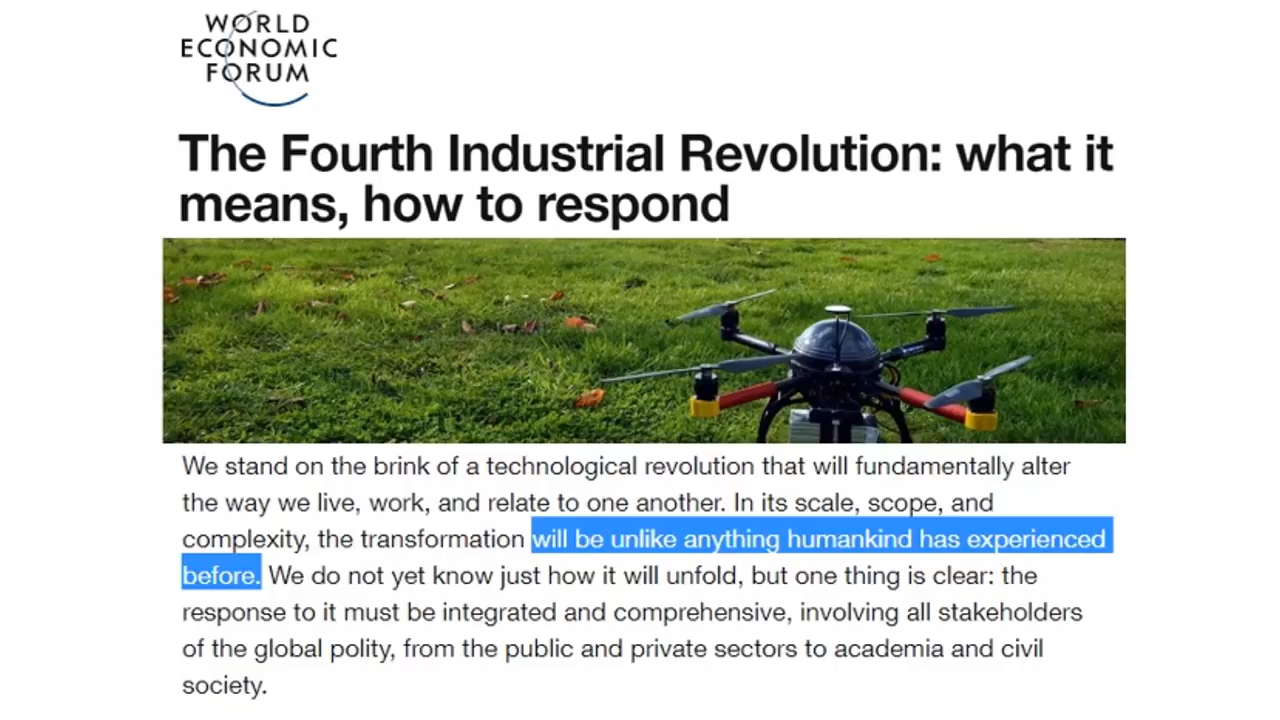 WORLD
ECONOMIC
FORUM
The Fourth Industrial Revolution: what it
means, how to respond
We stand on the brink of a technological revolution that will fundamentally alter
the way we live, work, and relate to one another. In its scale, scope, and
complexity, the transformation will be unlike anything humankind has experienced
before. We do not yet know just how it will unfold, but one thing is clear: the
response to it must be integrated and comprehensive, involving all stakeholders
of the global polity, from the public and private sectors to academia and civil
society.